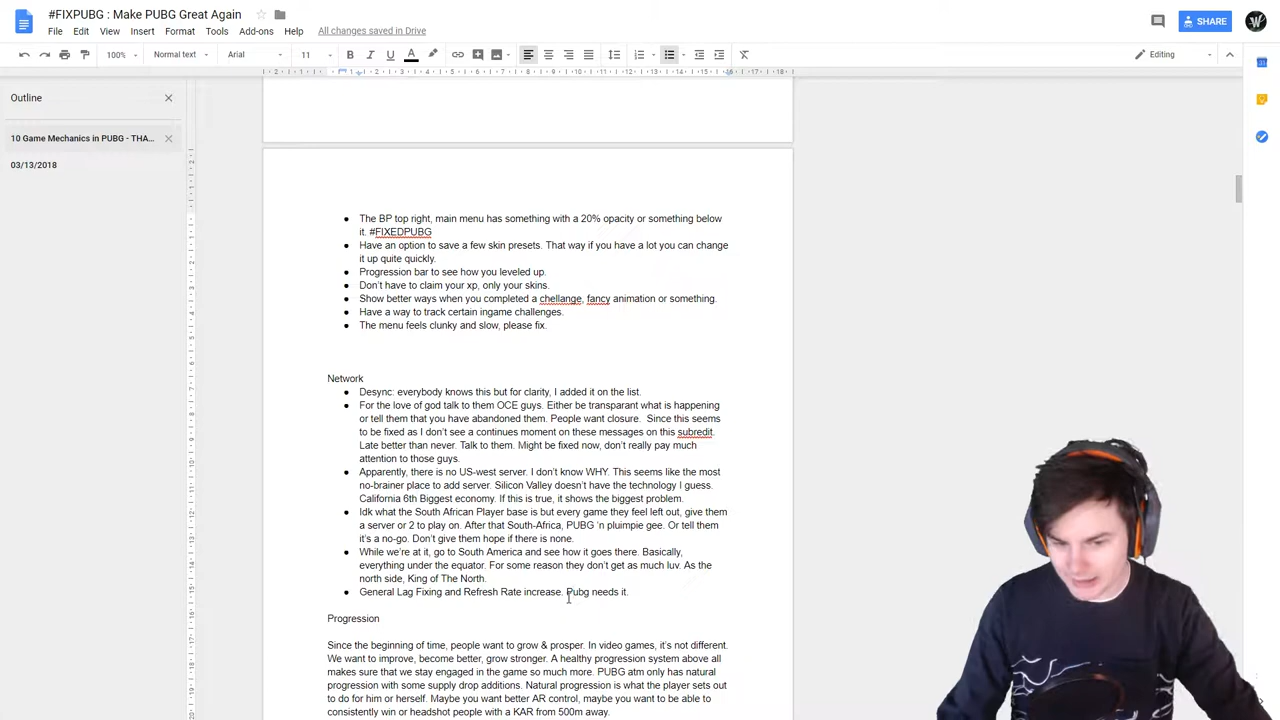 #FIXPUBG : Make PUBG Great Again
File Edit View Insert Format Tools Add-ons Help All changes saved in Drive
SHARE
100% Normal text Arial 11 Editing
Outline
10 Game Mechanics in PUBG - THA...
03/13/2018
The BP top right, main menu has something with a 20% opacity or something below
it. #FIXEDPUBG
Have an option to save a few skin presets. That way if you have a lot you can change
it up quite quickly.
Progression bar to see how you leveled up.
Don't have to claim your xp, only your skins.
Show better ways when you completed a chellange, fancy animation or something.
Have a way to track certain ingame challenges.
The menu feels clunky and slow, please fix.
Network
Desync: everybody knows this but for clarity, I added it on the list.
For the love of god talk to them OCE guys. Either be transparant what is happening
or tell them that you have abandoned them. People want closure. Since this seems
to be fixed as I don't see a continues moment on these messages on this subredit.
Late better than never. Talk to them. Might be fixed now, don't really pay much
attention to those guys.
Apparently, there is no US-west server. I don't know WHY. This seems like the most
no-brainer place to add server. Silicon Valley doesn't have the technology I guess.
California 6th Biggest economy. If this is true, it shows the biggest problem.
Idk what the South African Player base is but every game they feel left out, give them
a server or 2 to play on. After that South-Africa, PUBG 'n pluimpie gee. Or tell them
it's a no-go. Don't give them hope if there is none.
While we're at it, go to South America and see how it goes there. Basically,
everything under the equator. For some reason they don't get as much luv. As the
north side, King of The North.
General Lag Fixing and Refresh Rate increase. Pubg needs it.
Progression
Since the beginning of time, people want to grow & prosper. In video games, it's not different.
We want to improve, become better, grow stronger. A healthy progression system above all
makes sure that we stay engaged in the game so much more. PUBG atm only has natural
progression with some supply drop additions. Natural progression is what the player sets out
to do for him or herself. Maybe you want better AR control, maybe you want to be able to
consistently win or headshot people with a KAR from 500m away.